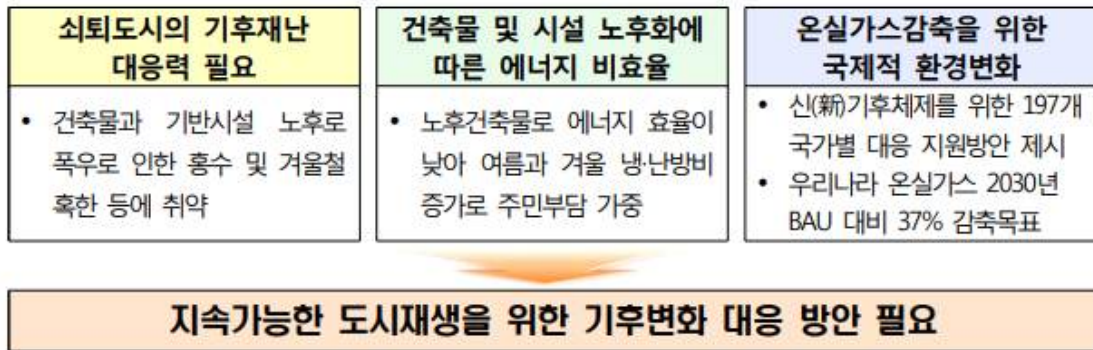 쇠퇴도시의 기후재난
대응력 필요
• 건축물과 기반시설 노후로
폭우로 인한 홍수 및 겨울철
혹한 등에 취약
건축물 및 시설 노후화에
따른 에너지 비효율
• 노후건축물로 에너지 효율이
낮아 여름과 겨울 냉·난방비
증가로 주민부담 가중
온실가스감축을 위한
국제적 환경변화
• 신(新)기후체제를 위한 197개
국가별 대응 지원방안 제시
• 우리나라 온실가스 2030년
BAU 대비 37% 감축목표
지속가능한 도시재생을 위한 기후변화 대응 방안 필요